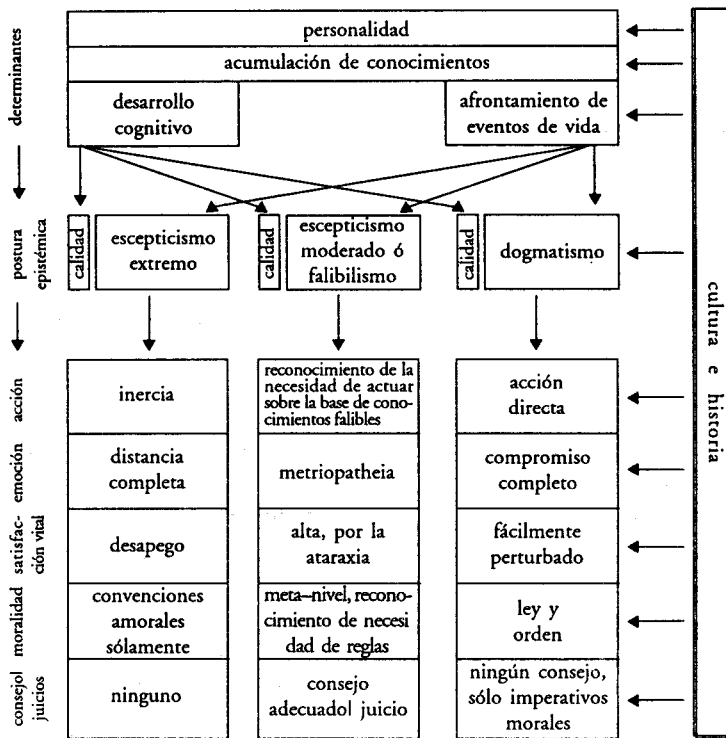 determinantes
personalidad
acumulación de conocimientos
desarrollo
cognitivo
afrontamiento de
eventos de vida
postura
epistémica
calidad
escepticismo
extremo
calidad
escepticismo
moderado ó
falibilismo
calidad
dogmatismo
acción
inercia
reconocimiento de la
necesidad de actuar
sobre la base de cono-
cimientos falibles
acción
directa
emoción
distancia
completa
metriopatheia
compromiso
completo
satisfac-
ción vital
desapego
alta, por la
ataraxia
fácilmente
perturbado
moralidad
convenciones
amorales
sólamente
meta-nivel, recono-
cimiento de necesi
dad de reglas
ley y
orden
consejol
juicios
ninguno
consejo
adecuadol juicio
ningún consejo,
sólo imperativos
morales
cultura e historia